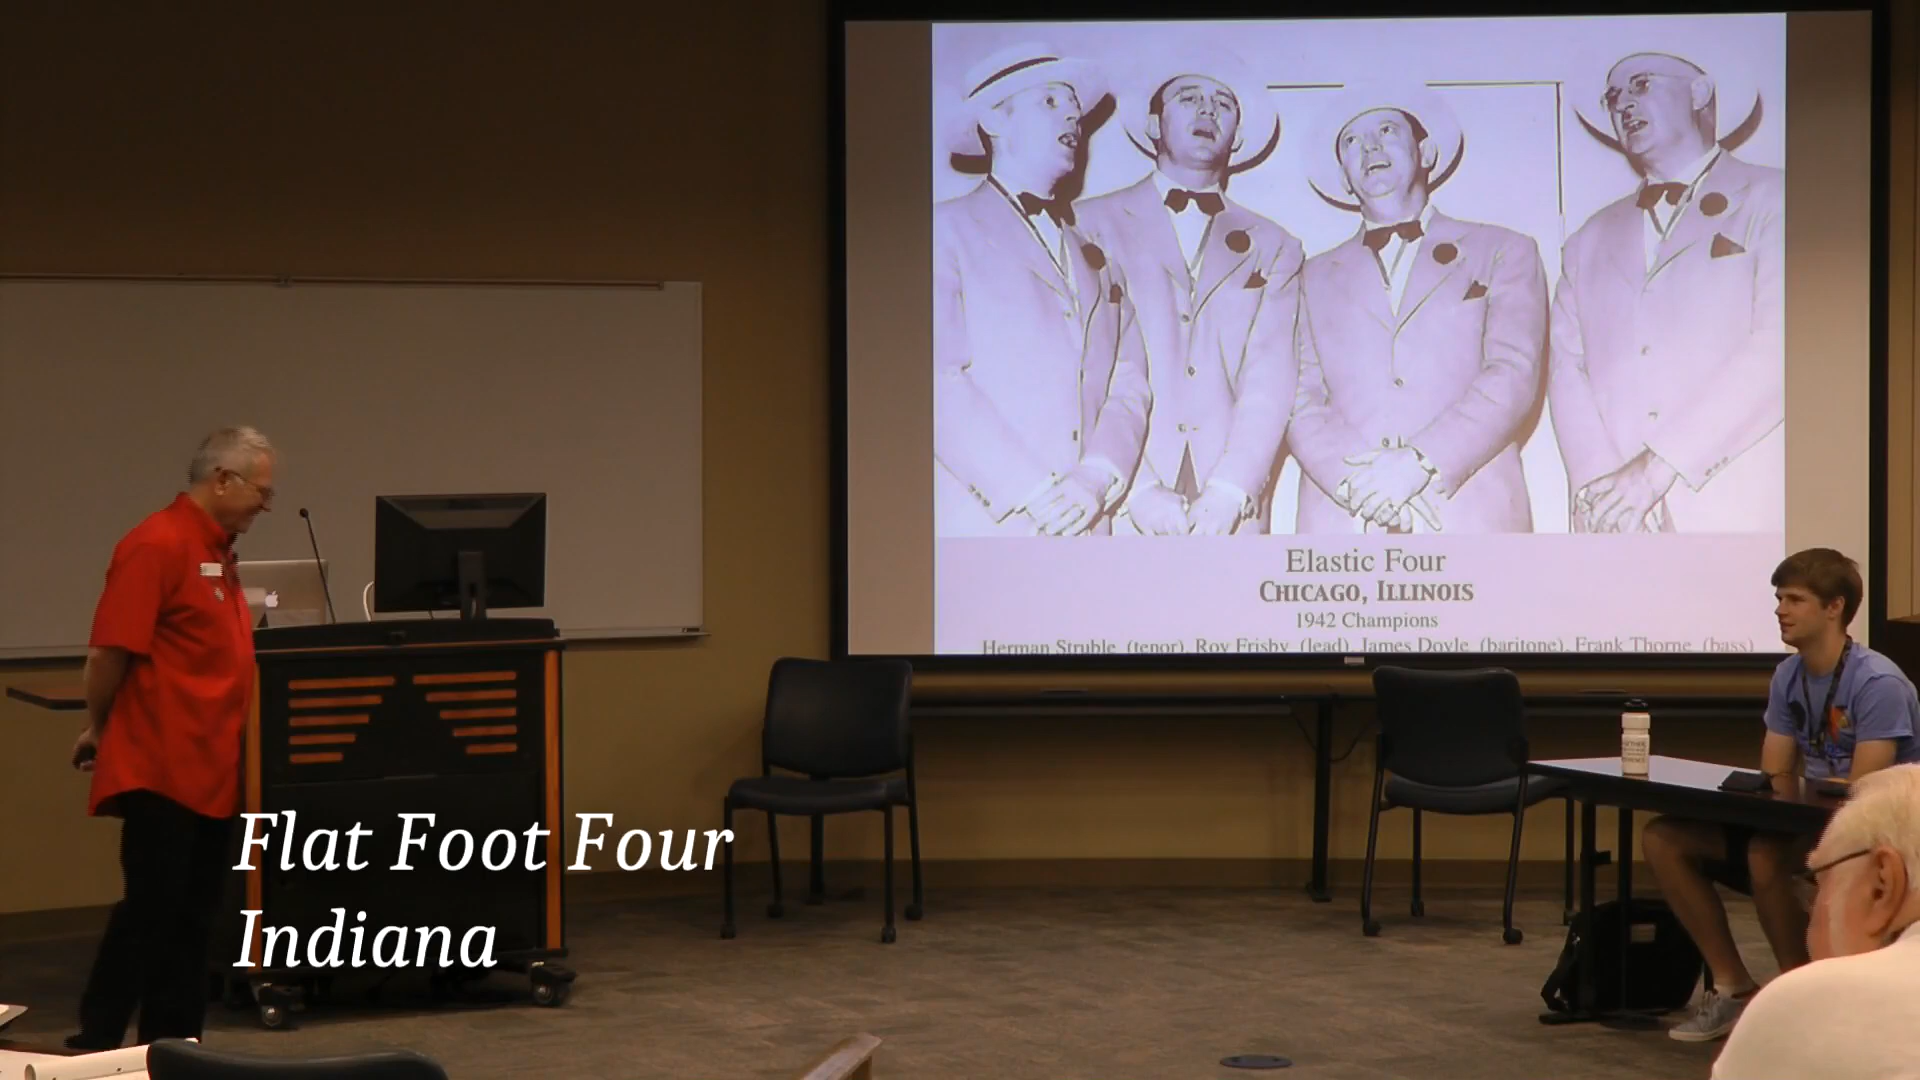 Elastic Four
Chicago, Illinois
1942 Champions
Herman Struble (tenor), Roy Frisby (lead), James Doyle (baritone), Frank Thorne (bass)
Flat Foot Four
Indiana